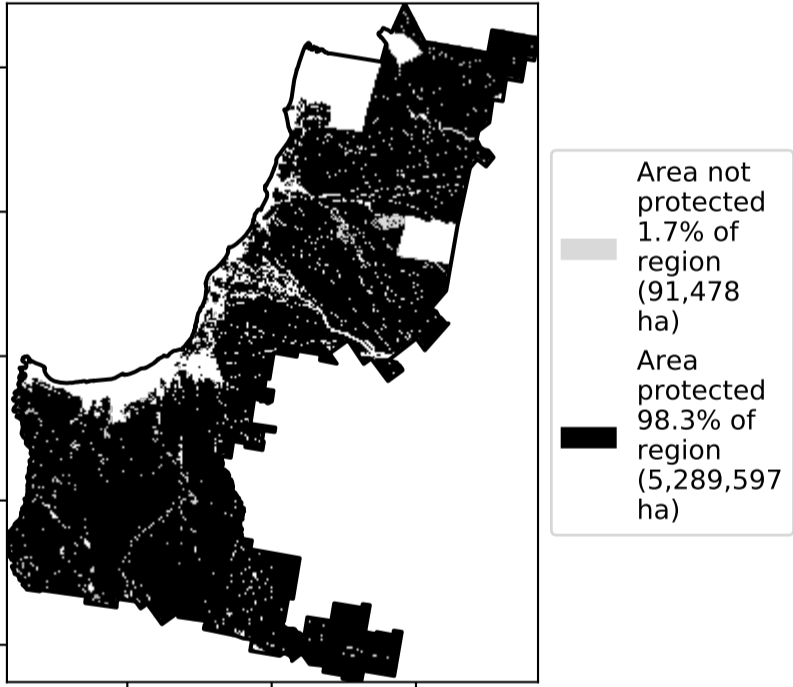 Area not
protected
1.7% of
region
(91,478
ha)
Area
protected
98.3% of
region
(5,289,597
ha)